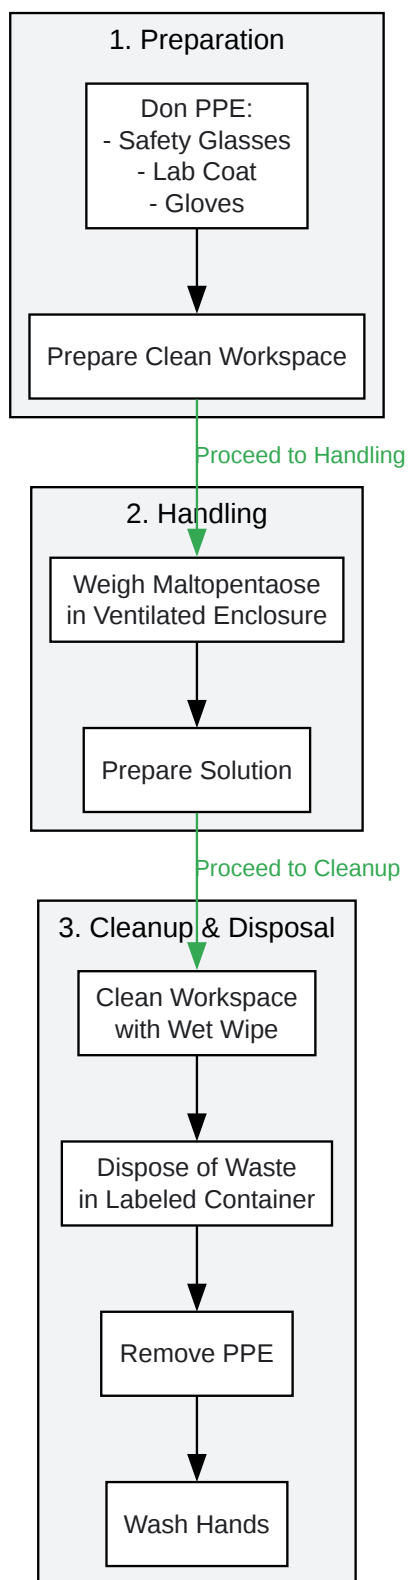 1. Preparation
Don PPE:
- Safety Glasses
- Lab Coat
- Gloves
Prepare Clean Workspace
Proceed to Handling
2. Handling
Weigh Maltopentaose
in Ventilated Enclosure
Prepare Solution
Proceed to Cleanup
3. Cleanup & Disposal
Clean Workspace
with Wet Wipe
Dispose of Waste
in Labeled Container
Remove PPE
Wash Hands